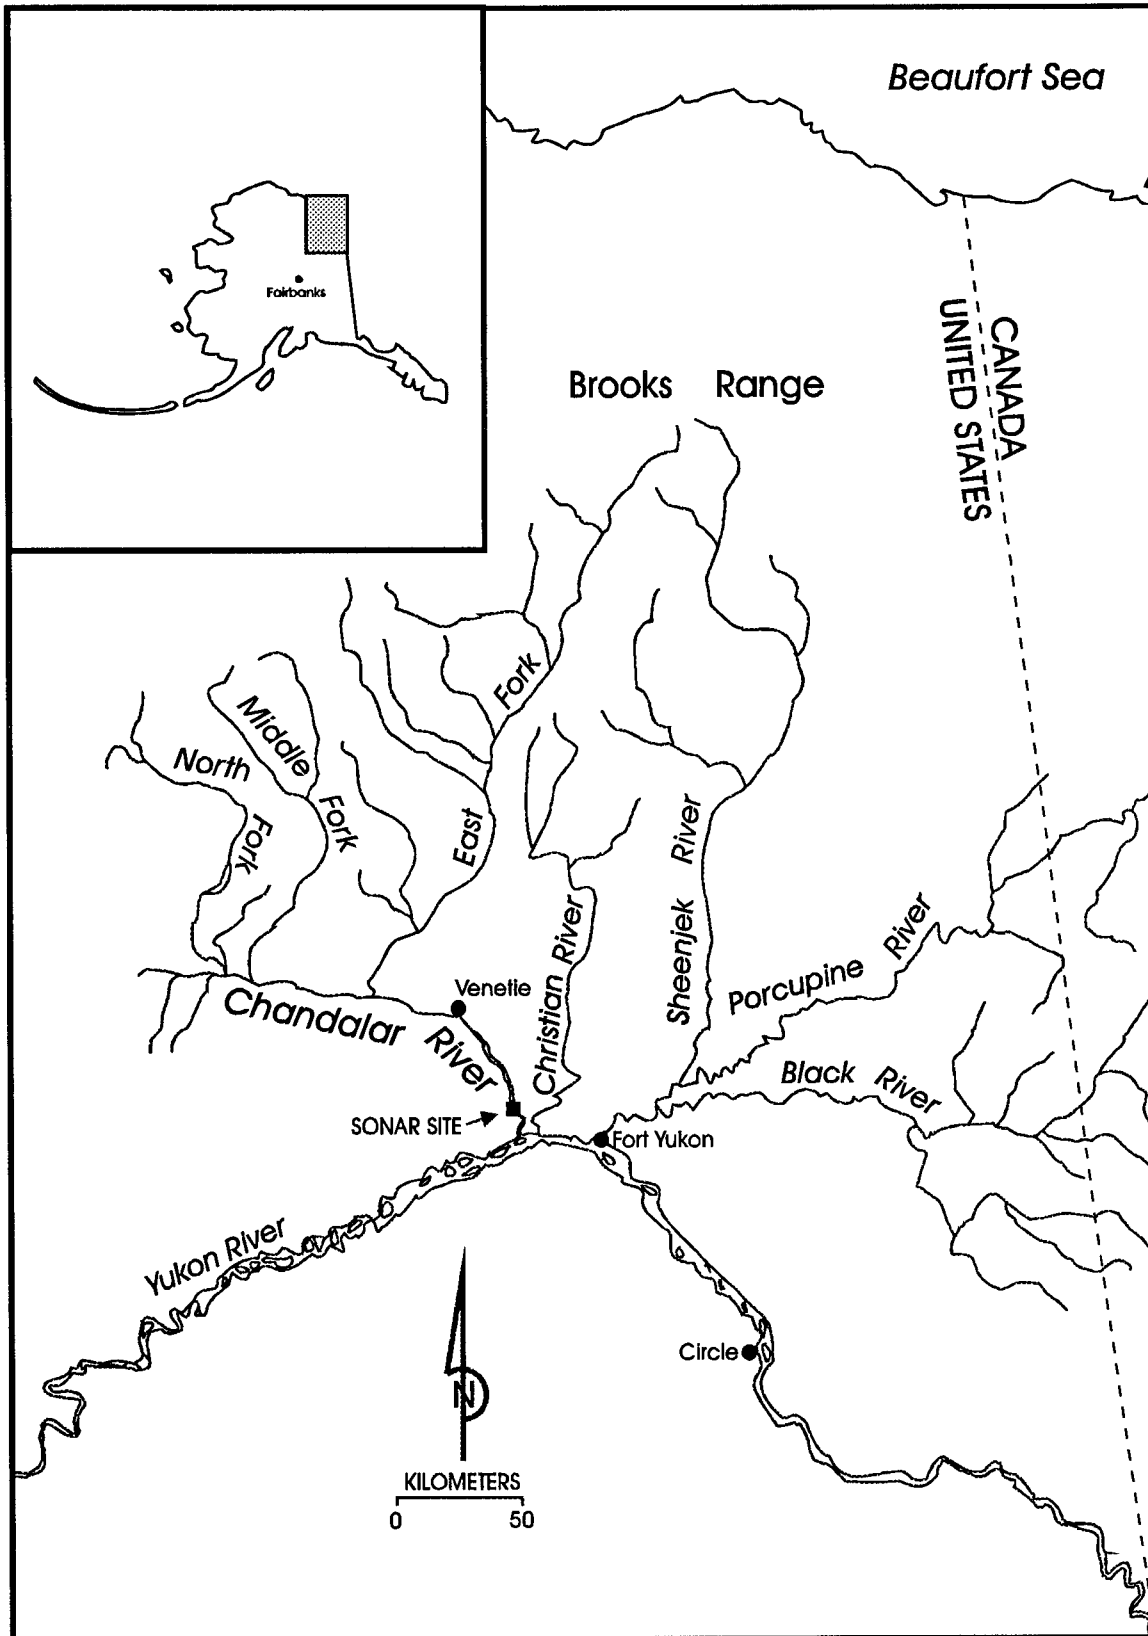 Beaufort Sea
Fairbanks
CANADA
UNITED STATES
Brooks Range
Fork
East
Middle
Fork
North
Fork
Sheenjek River
Christian River
Porcupine River
Venetie
Chandalar River
Black River
SONAR SITE
Fort Yukon
Yukon River
Circle
N
KILOMETERS
0 50